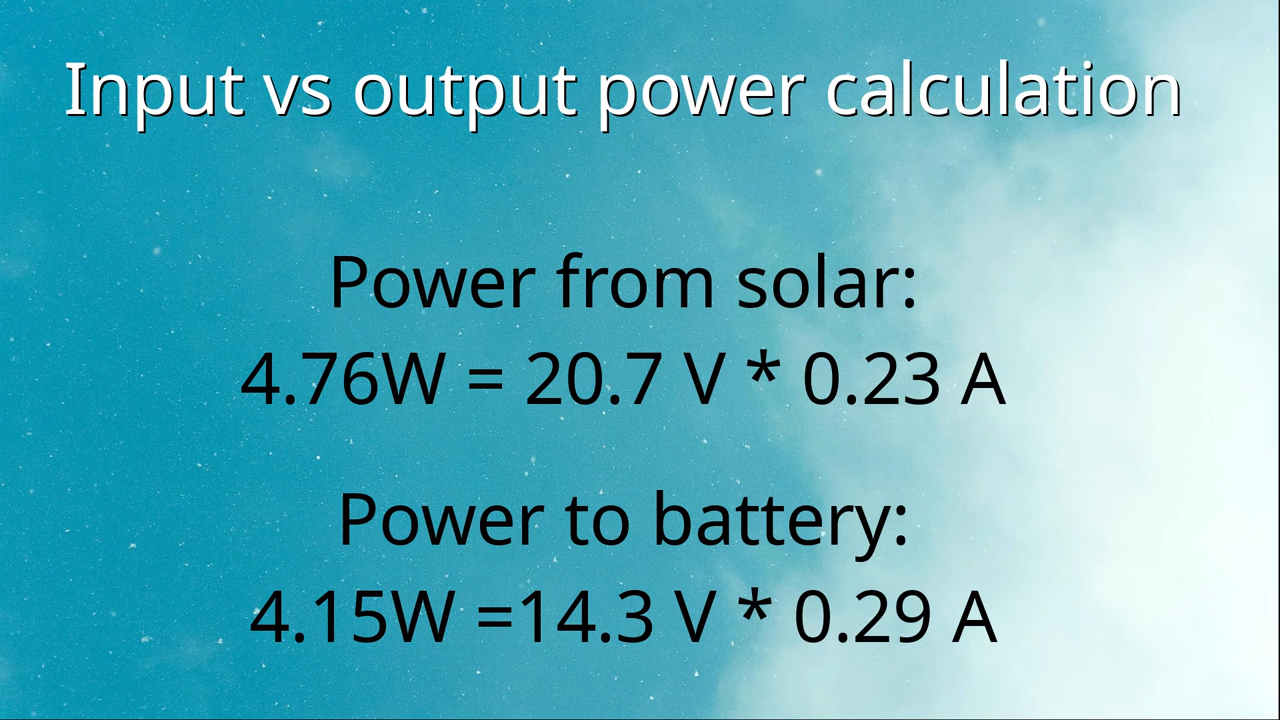 Input vs output power calculation
Power from solar:
4.76W = 20.7 V * 0.23 A
Power to battery:
4.15W =14.3 V * 0.29 A